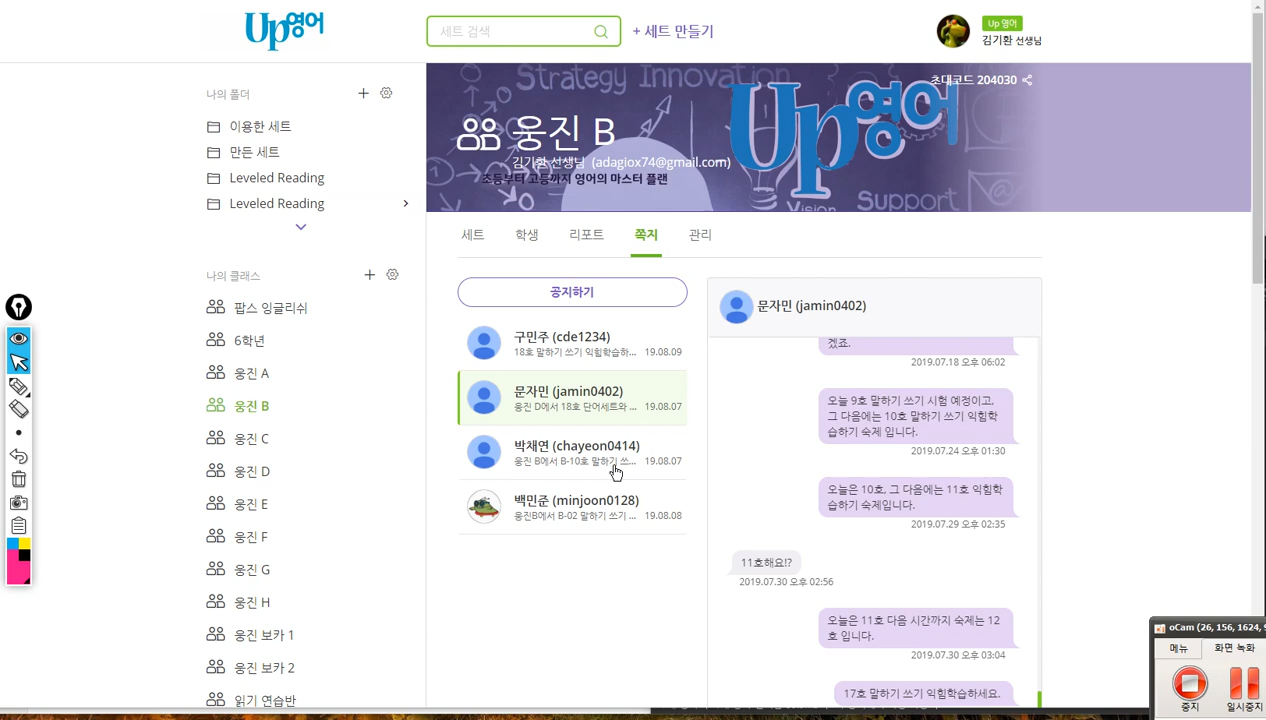 Up영어
세트 검색
+ 세트 만들기
Up 영어
김기환 선생님
나의 폴더
이용한 세트
만든 세트
Leveled Reading
Leveled Reading
나의 클래스
팝스 잉글리쉬
6학년
웅진 A
웅진 B
웅진 C
웅진 D
웅진 E
웅진 F
웅진 G
웅진 H
웅진 보카 1
웅진 보카 2
읽기 연습반
Strategy Innovation
초대코드 204030
웅진 B
Up영어
김기환 선생님 (adagiox74@gmail.com)
초등부터 고등까지 영어의 마스터 플랜
Vision
Support
세트 학생 리포트 쪽지 관리
공지하기
구민주 (cde1234)
18호 말하기 쓰기 익힘학습하... 19.08.09
문자민 (jamin0402)
웅진 D에서 18호 단어세트와 ... 19.08.07
박채연 (chayeon0414)
웅진 B에서 B-10호 말하기 쓰... 19.08.07
백민준 (minjoon0128)
웅진B에서 B-02 말하기 쓰기 ... 19.08.08
문자민 (jamin0402)
겠죠.
2019.07.18 오후 06:02
오늘 9호 말하기 쓰기 시험 예정이고,
그 다음에는 10호 말하기 쓰기 익힘학
습하기 숙제 입니다.
2019.07.24 오후 01:30
오늘은 10호, 그 다음에는 11호 익힘학
습하기 숙제입니다.
2019.07.29 오후 02:35
11호해요!?
2019.07.30 오후 02:56
오늘은 11호 다음 시간까지 숙제는 12
호 입니다.
2019.07.30 오후 03:04
17호 말하기 쓰기 익힘학습하세요.
oCam (26, 156, 1624, 9
메뉴 화면 녹화
중지 일시중지